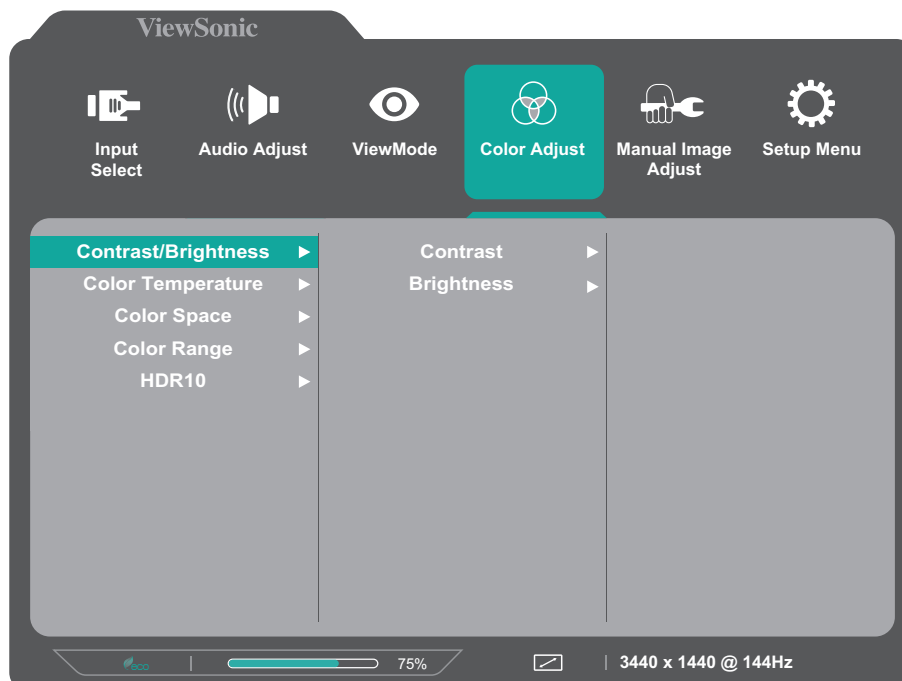 ViewSonic
Input
Select
Audio Adjust
ViewMode
Color Adjust
Manual Image
Adjust
Setup Menu
Contrast/Brightness
Color Temperature
Color Space
Color Range
HDR10
Contrast
Brightness
eco
75%
3440 x 1440 @ 144Hz